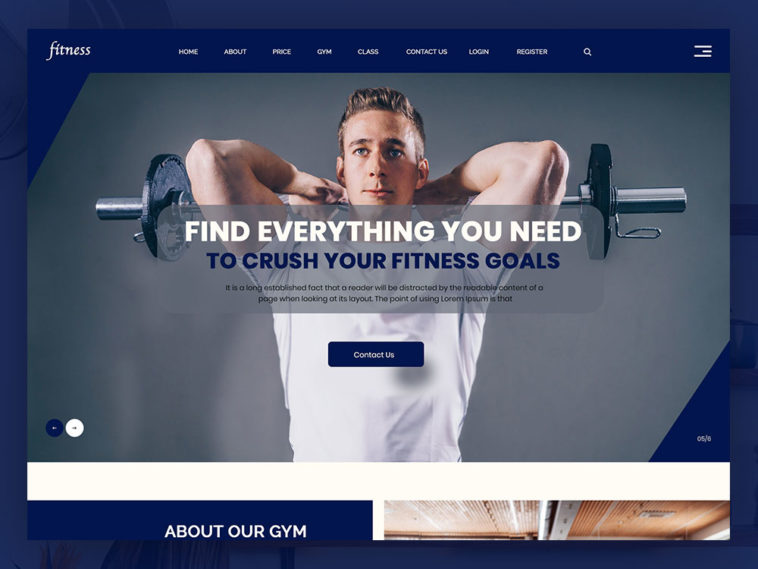 fitness
HOME ABOUT PRICE GYM CLASS CONTACT US LOGIN REGISTER
FIND EVERYTHING YOU NEED
TO CRUSH YOUR FITNESS GOALS
It is a long established fact that a reader will be distracted by the readable content of a
page when looking at its layout. The point of using Lorem Ipsum is that
Contact Us
05/6
ABOUT OUR GYM